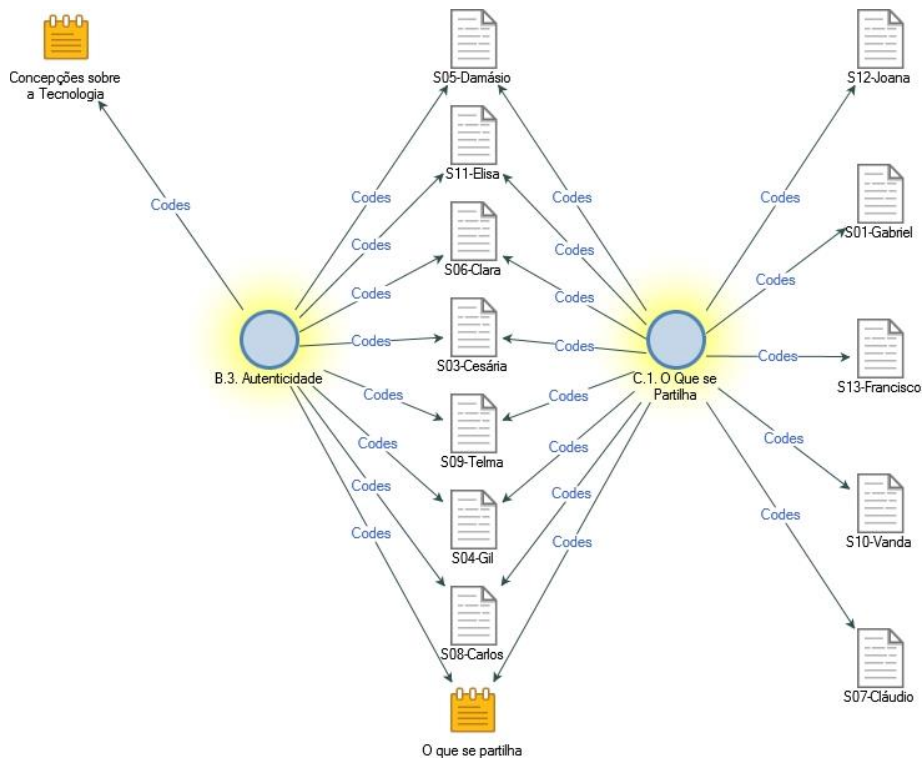 S05-Damásio
S12-Joana
Concepções sobre
a Tecnologia
Codes
Codes
S11-Elisa
Codes
Codes
Codes
Codes
S01-Gabriel
Codes
S06-Clara
Codes
Codes
Codes
Codes
Codes
Codes
S03-Cesária
S13-Francisco
B.3. Autenticidade
C.1. O Que se
Partilha
Codes
Codes
Codes
S09-Telma
Codes
Codes
Codes
Codes
Codes
Codes
Codes
S04-Gil
S10-Vanda
S08-Carlos
S07-Cláudio
O que se partilha